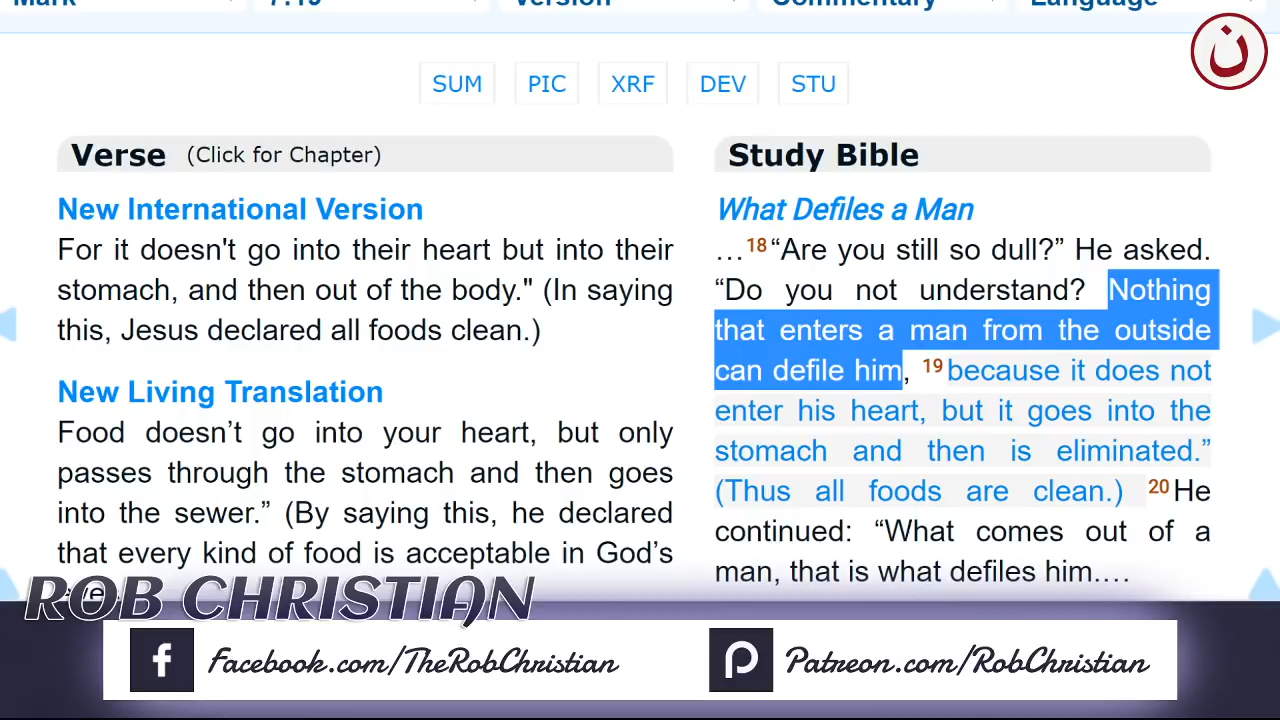 Mark 7:19 Version Commentary Language
ن
SUM PIC XRF DEV STU
Verse (Click for Chapter)
New International Version
For it doesn't go into their heart but into their
stomach, and then out of the body." (In saying
this, Jesus declared all foods clean.)
New Living Translation
Food doesn’t go into your heart, but only
passes through the stomach and then goes
into the sewer.” (By saying this, he declared
that every kind of food is acceptable in God’s
Study Bible
What Defiles a Man
…18“Are you still so dull?” He asked.
“Do you not understand? Nothing
that enters a man from the outside
can defile him, 19because it does not
enter his heart, but it goes into the
stomach and then is eliminated.”
(Thus all foods are clean.) 20He
continued: “What comes out of a
man, that is what defiles him.…
ROB CHRISTIAN
f Facebook.com/TheRobChristian
Patreon.com/RobChristian